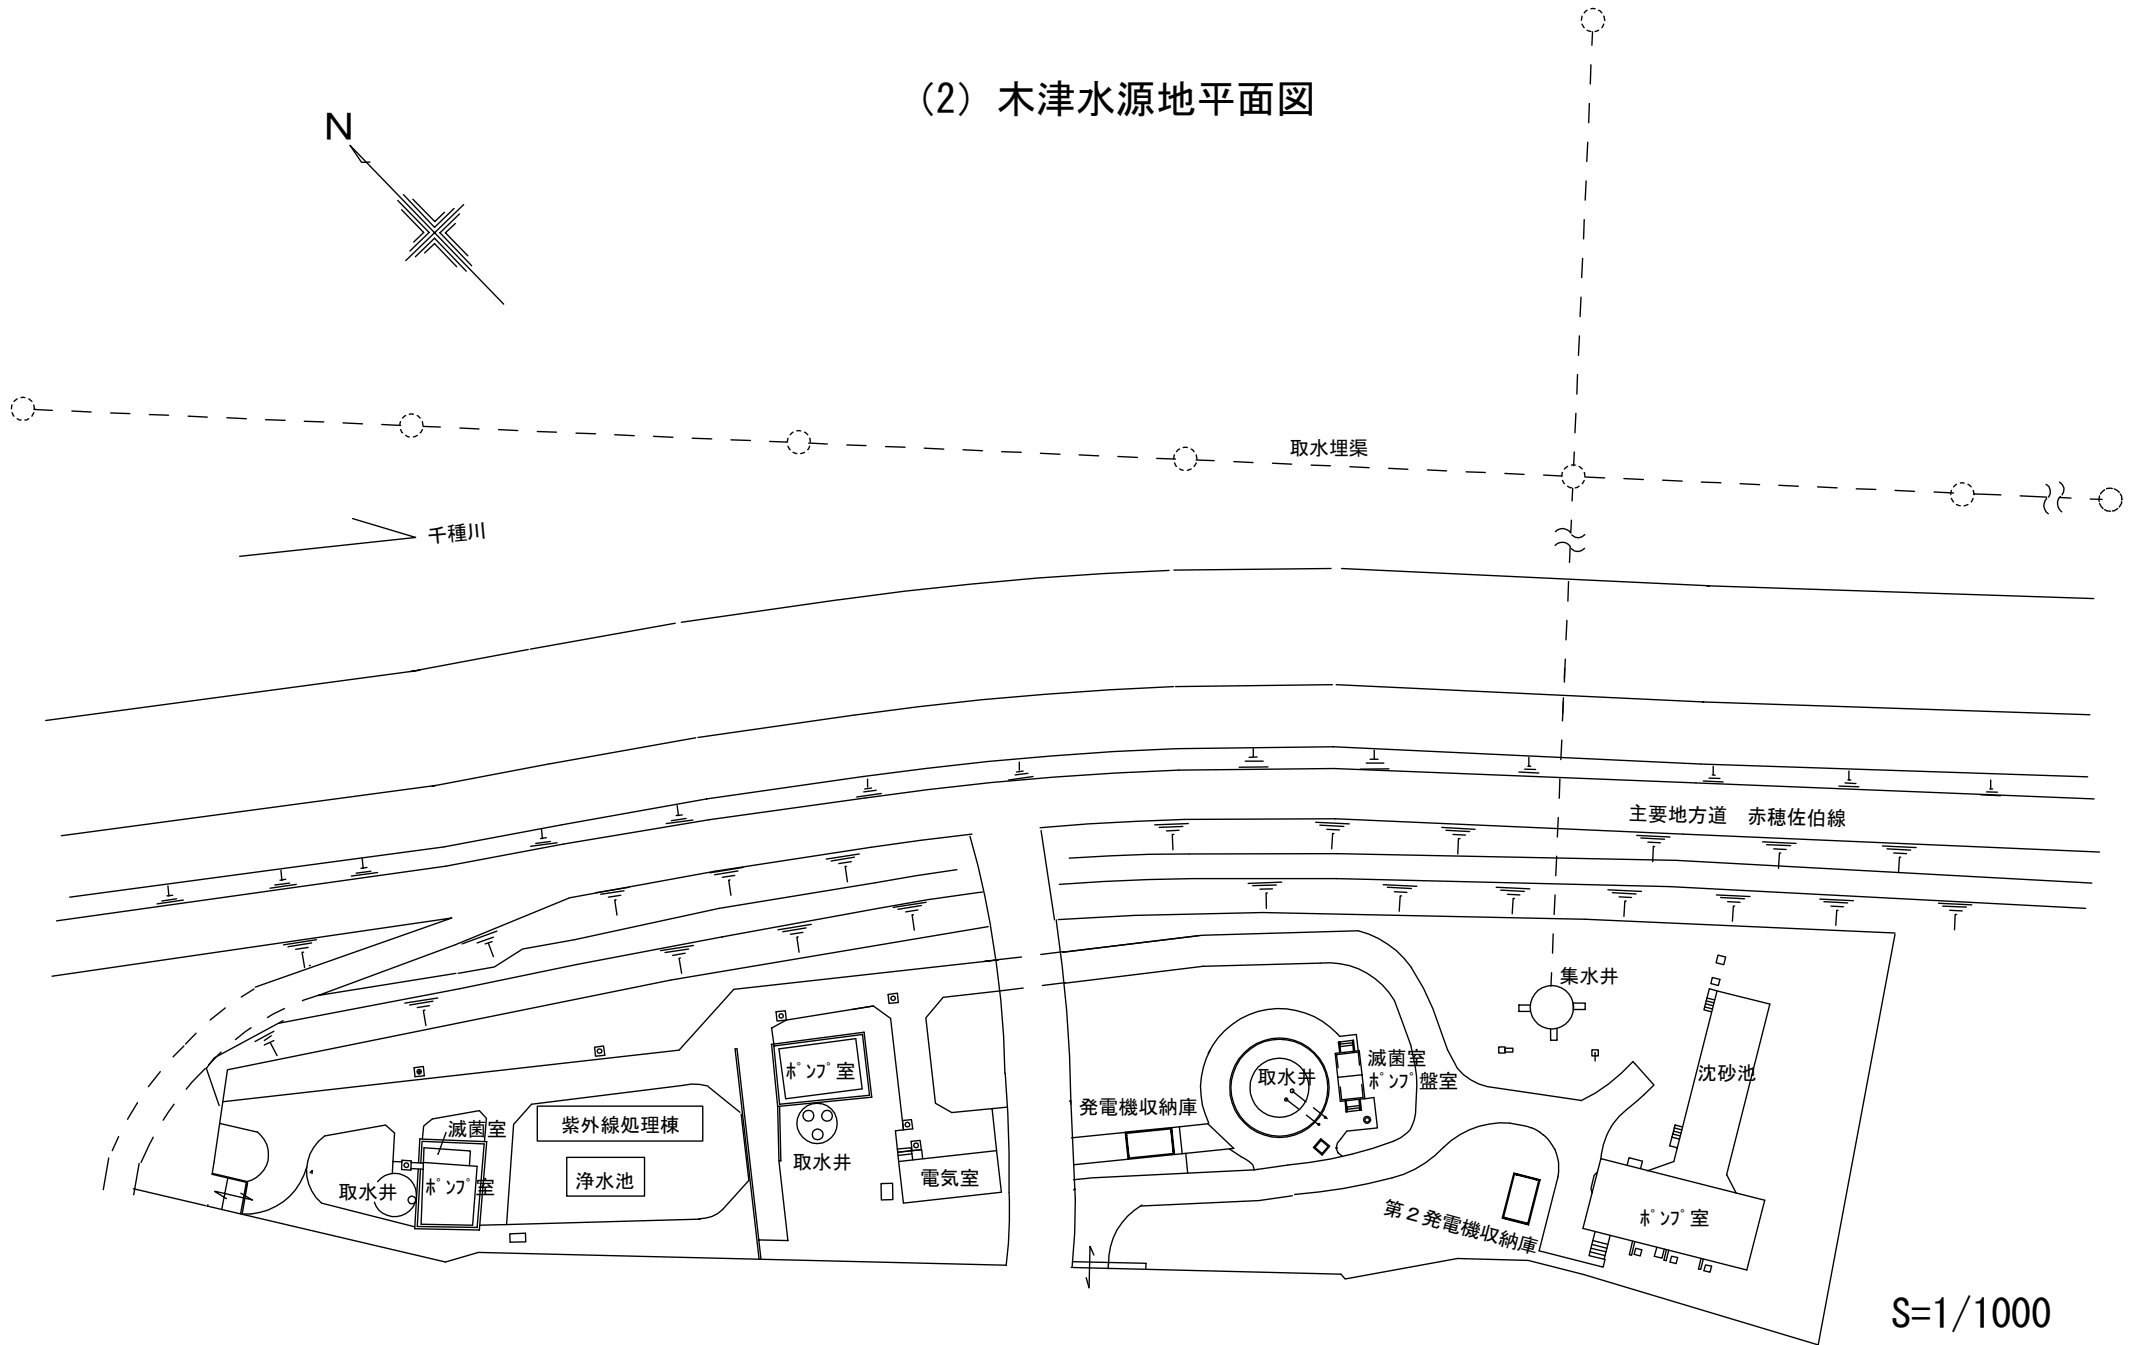 (2) 木津水源地平面図
N
取水埋渠
千種川
主要地方道　赤穂佐伯線
集水井
滅菌室
ﾎﾟﾝﾌﾟ盤室
取水井
沈砂池
ﾎﾟﾝﾌﾟ室
発電機収納庫
滅菌室
紫外線処理棟
取水井
浄水池
電気室
取水井
ﾎﾟﾝﾌﾟ室
第２発電機収納庫
ﾎﾟﾝﾌﾟ室
S=1/1000